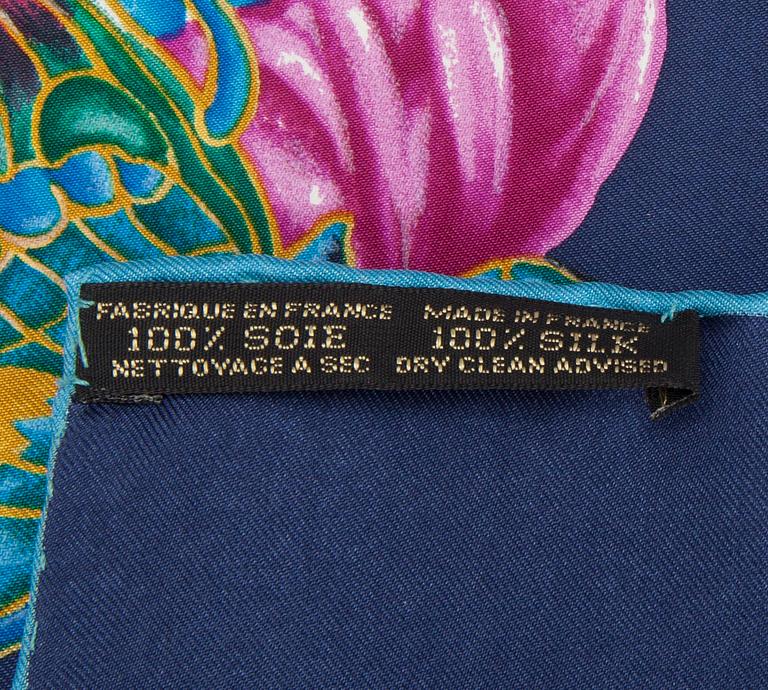 FABRIQUE EN FRANCE MADE IN FRANCE
100% SOIE 100% SILK
NETTOYAGE A SEC DRY CLEAN ADVISED